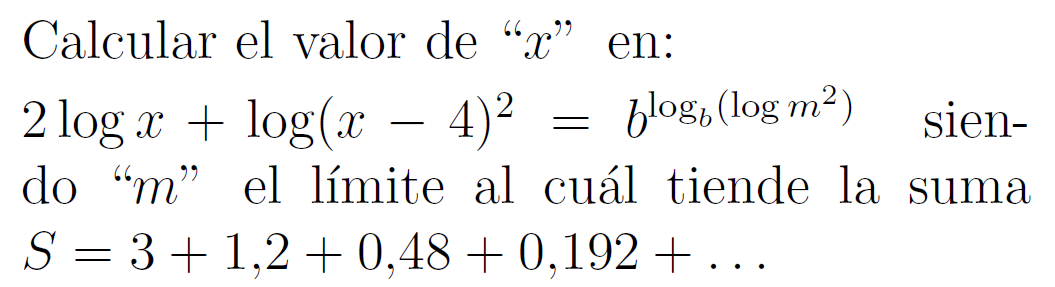 Calcular el valor de “x” en:
2 log x + log(x − 4)² = b^{log_b(log m²)} sien-
do “m” el límite al cuál tiende la suma
S = 3 + 1,2 + 0,48 + 0,192 + . . .